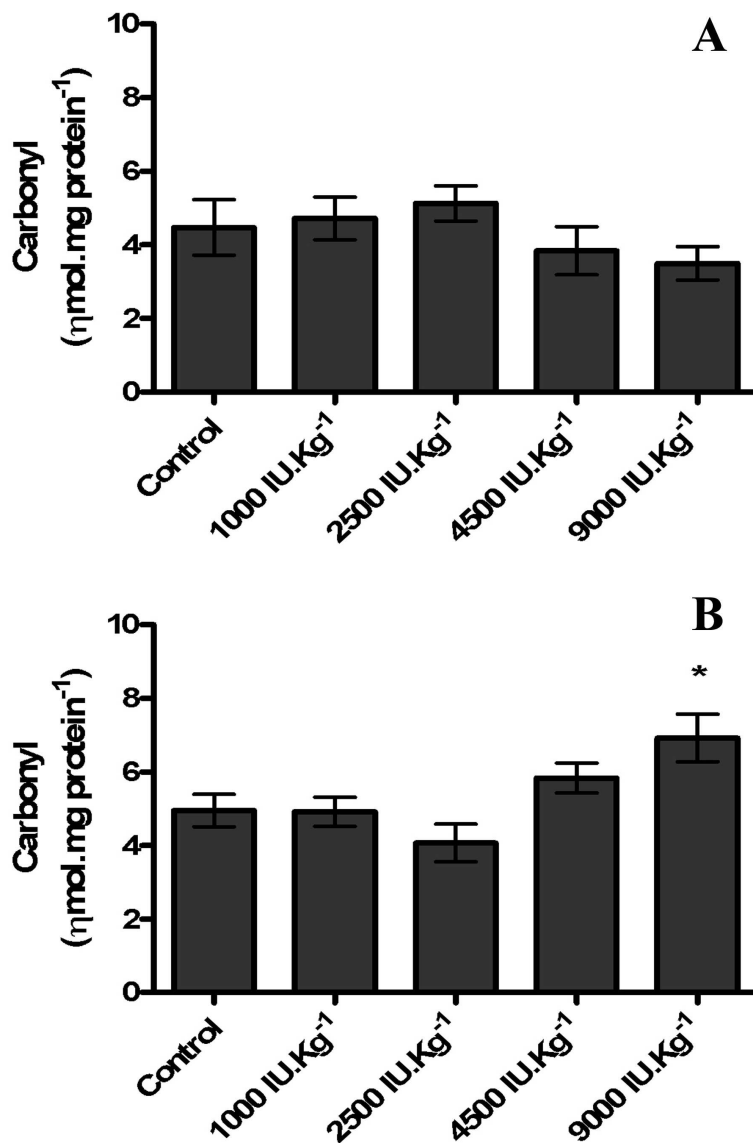 A
10
8
6
4
2
0
Carbonyl
(ηmol.mg protein⁻¹)
Control
1000 IU.Kg⁻¹
2500 IU.Kg⁻¹
4500 IU.Kg⁻¹
9000 IU.Kg⁻¹
B
*
10
8
6
4
2
0
Carbonyl
(ηmol.mg protein⁻¹)
Control
1000 IU.Kg⁻¹
2500 IU.Kg⁻¹
4500 IU.Kg⁻¹
9000 IU.Kg⁻¹